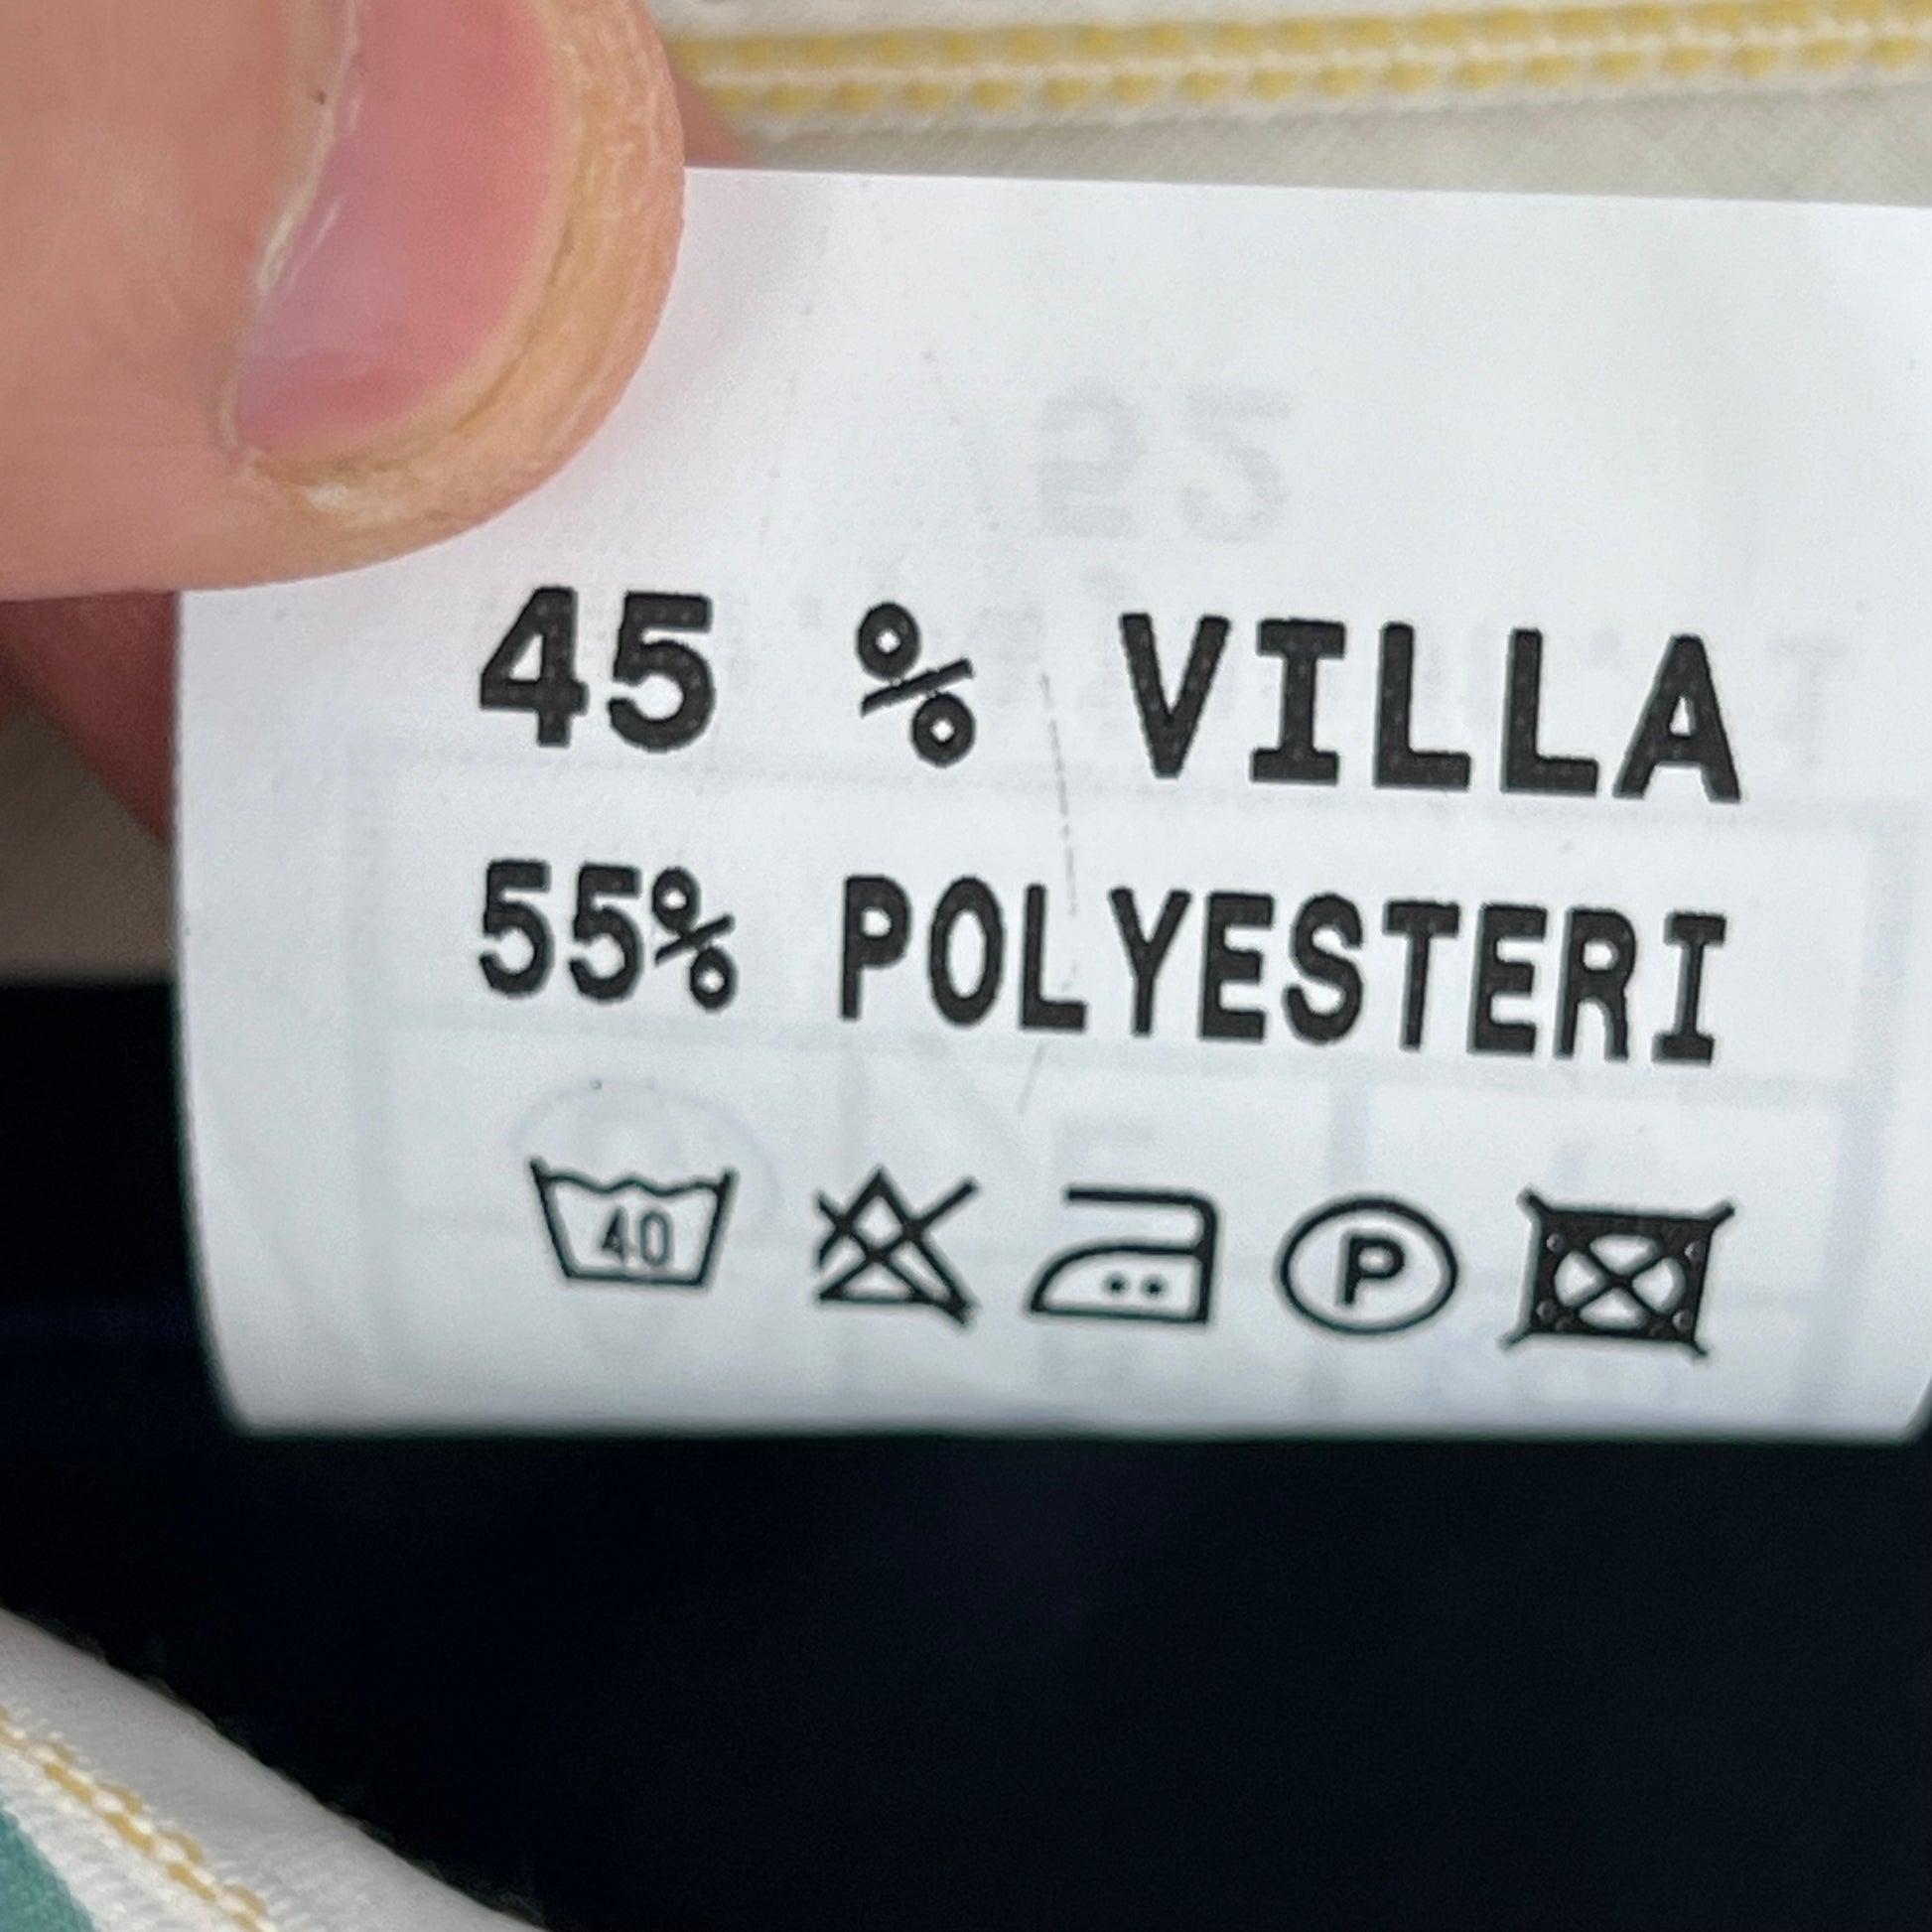 45 % VILLA
55% POLYESTERI
40 P